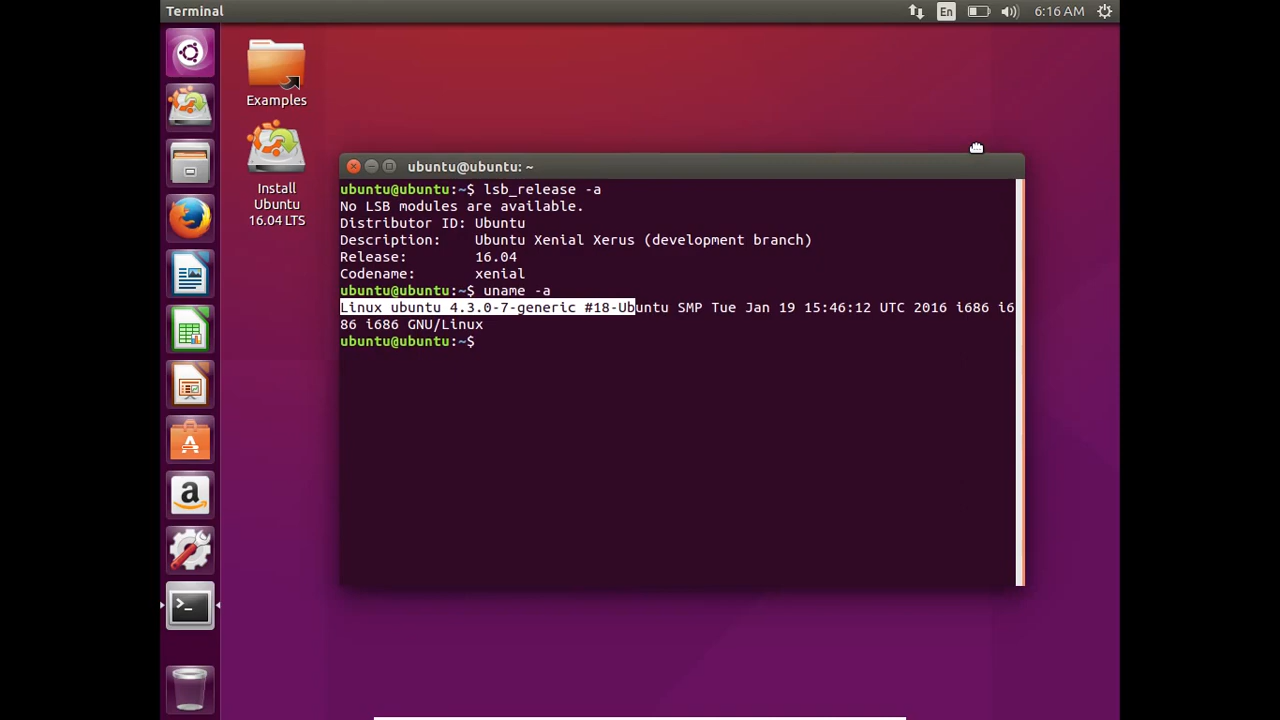 Terminal
En
6:16 AM
Examples
Install
Ubuntu
16.04 LTS
ubuntu@ubuntu: ~
ubuntu@ubuntu:~$ lsb_release -a
No LSB modules are available.
Distributor ID: Ubuntu
Description:    Ubuntu Xenial Xerus (development branch)
Release:        16.04
Codename:       xenial
ubuntu@ubuntu:~$ uname -a
Linux ubuntu 4.3.0-7-generic #18-Ubuntu SMP Tue Jan 19 15:46:12 UTC 2016 i686 i6
86 i686 GNU/Linux
ubuntu@ubuntu:~$